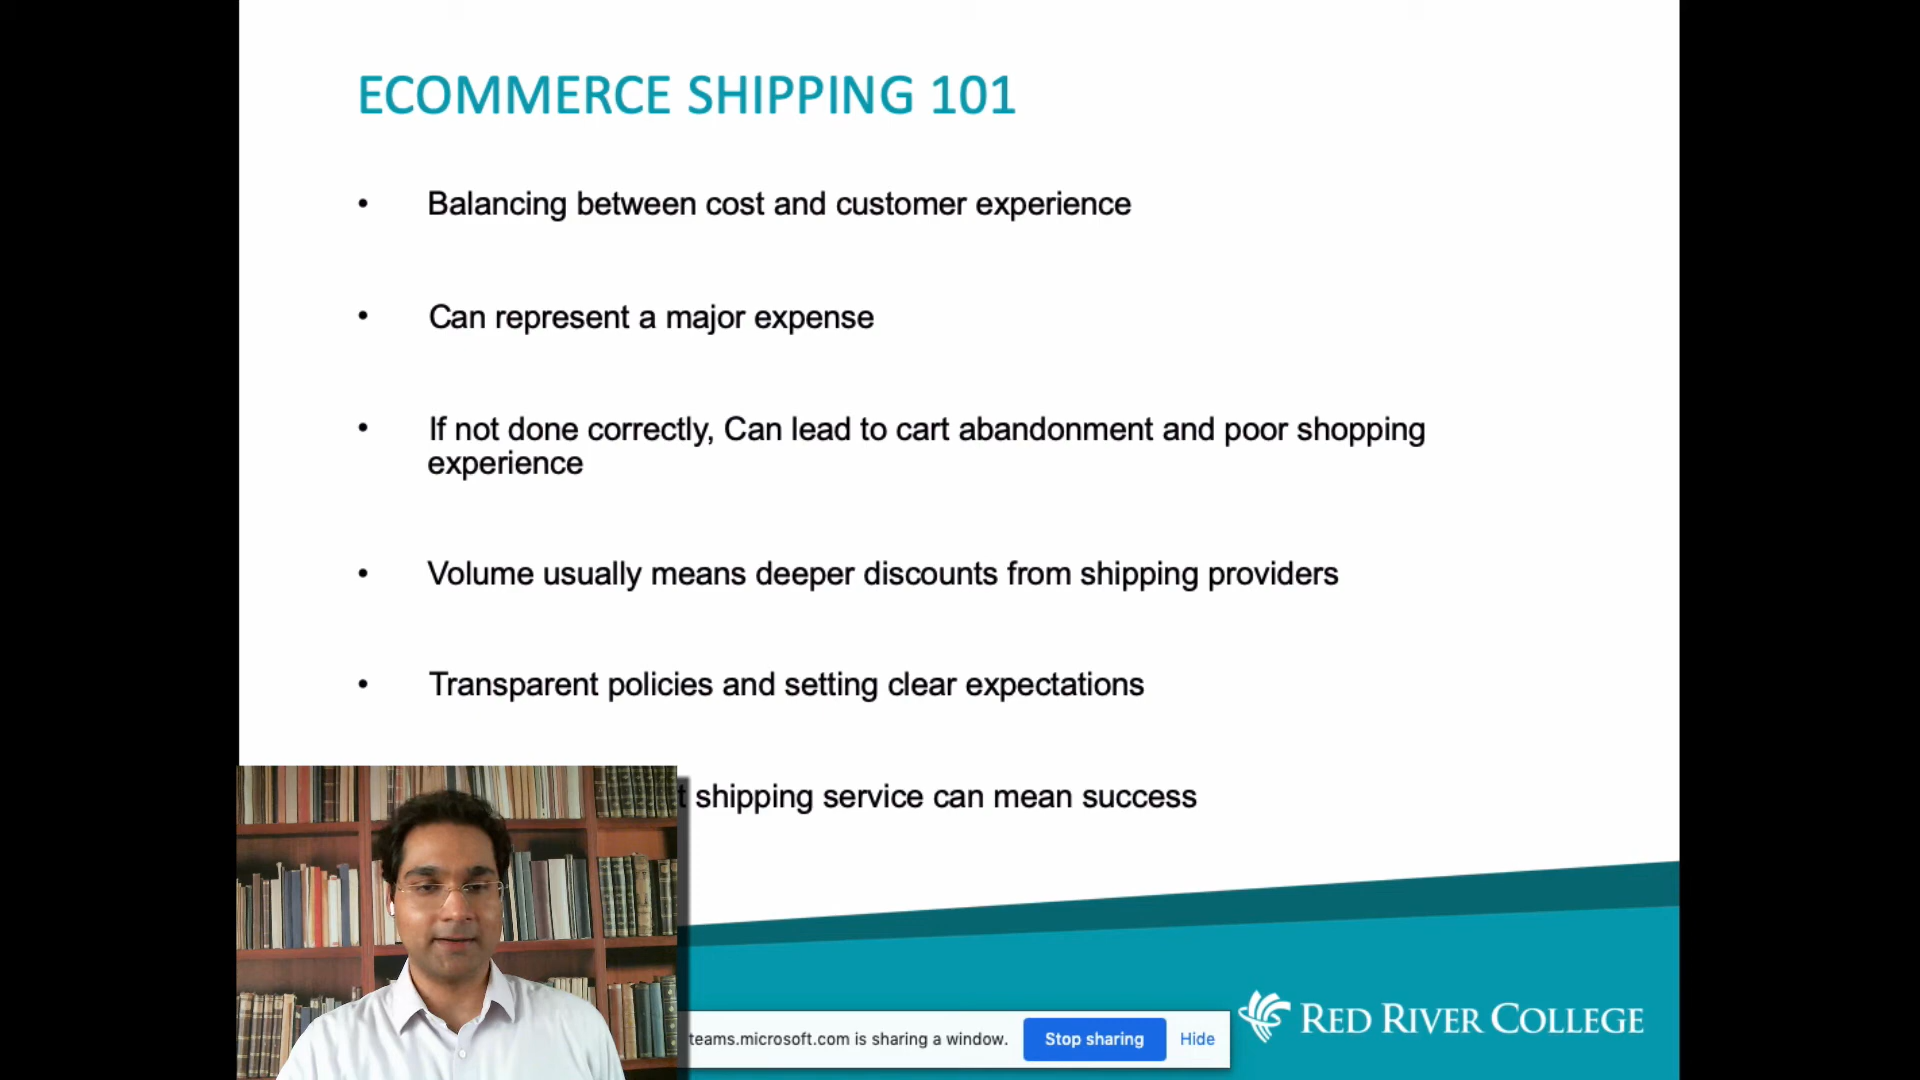 ECOMMERCE SHIPPING 101
• Balancing between cost and customer experience
• Can represent a major expense
• If not done correctly, Can lead to cart abandonment and poor shopping
experience
• Volume usually means deeper discounts from shipping providers
• Transparent policies and setting clear expectations
shipping service can mean success
teams.microsoft.com is sharing a window. Stop sharing Hide
RED RIVER COLLEGE